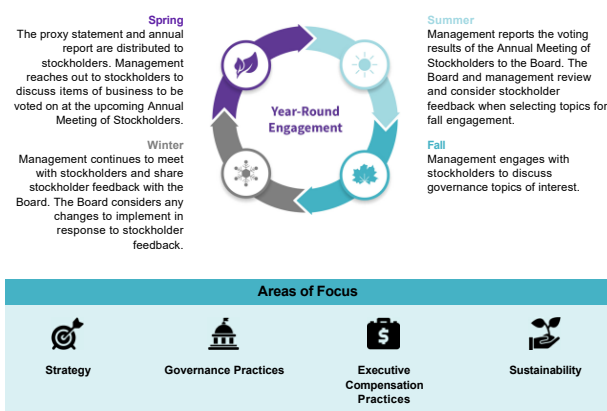 Spring
The proxy statement and annual
report are distributed to
stockholders. Management
reaches out to stockholders to
discuss items of business to be
voted on at the upcoming Annual
Meeting of Stockholders.
Summer
Management reports the voting
results of the Annual Meeting of
Stockholders to the Board. The
Board and management review
and consider stockholder
feedback when selecting topics for
fall engagement.
Year-Round
Engagement
Winter
Management continues to meet
with stockholders and share
stockholder feedback with the
Board. The Board considers any
changes to implement in
response to stockholder
feedback.
Fall
Management engages with
stockholders to discuss
governance topics of interest.
Areas of Focus
$
Strategy
Governance Practices
Executive
Compensation
Practices
Sustainability